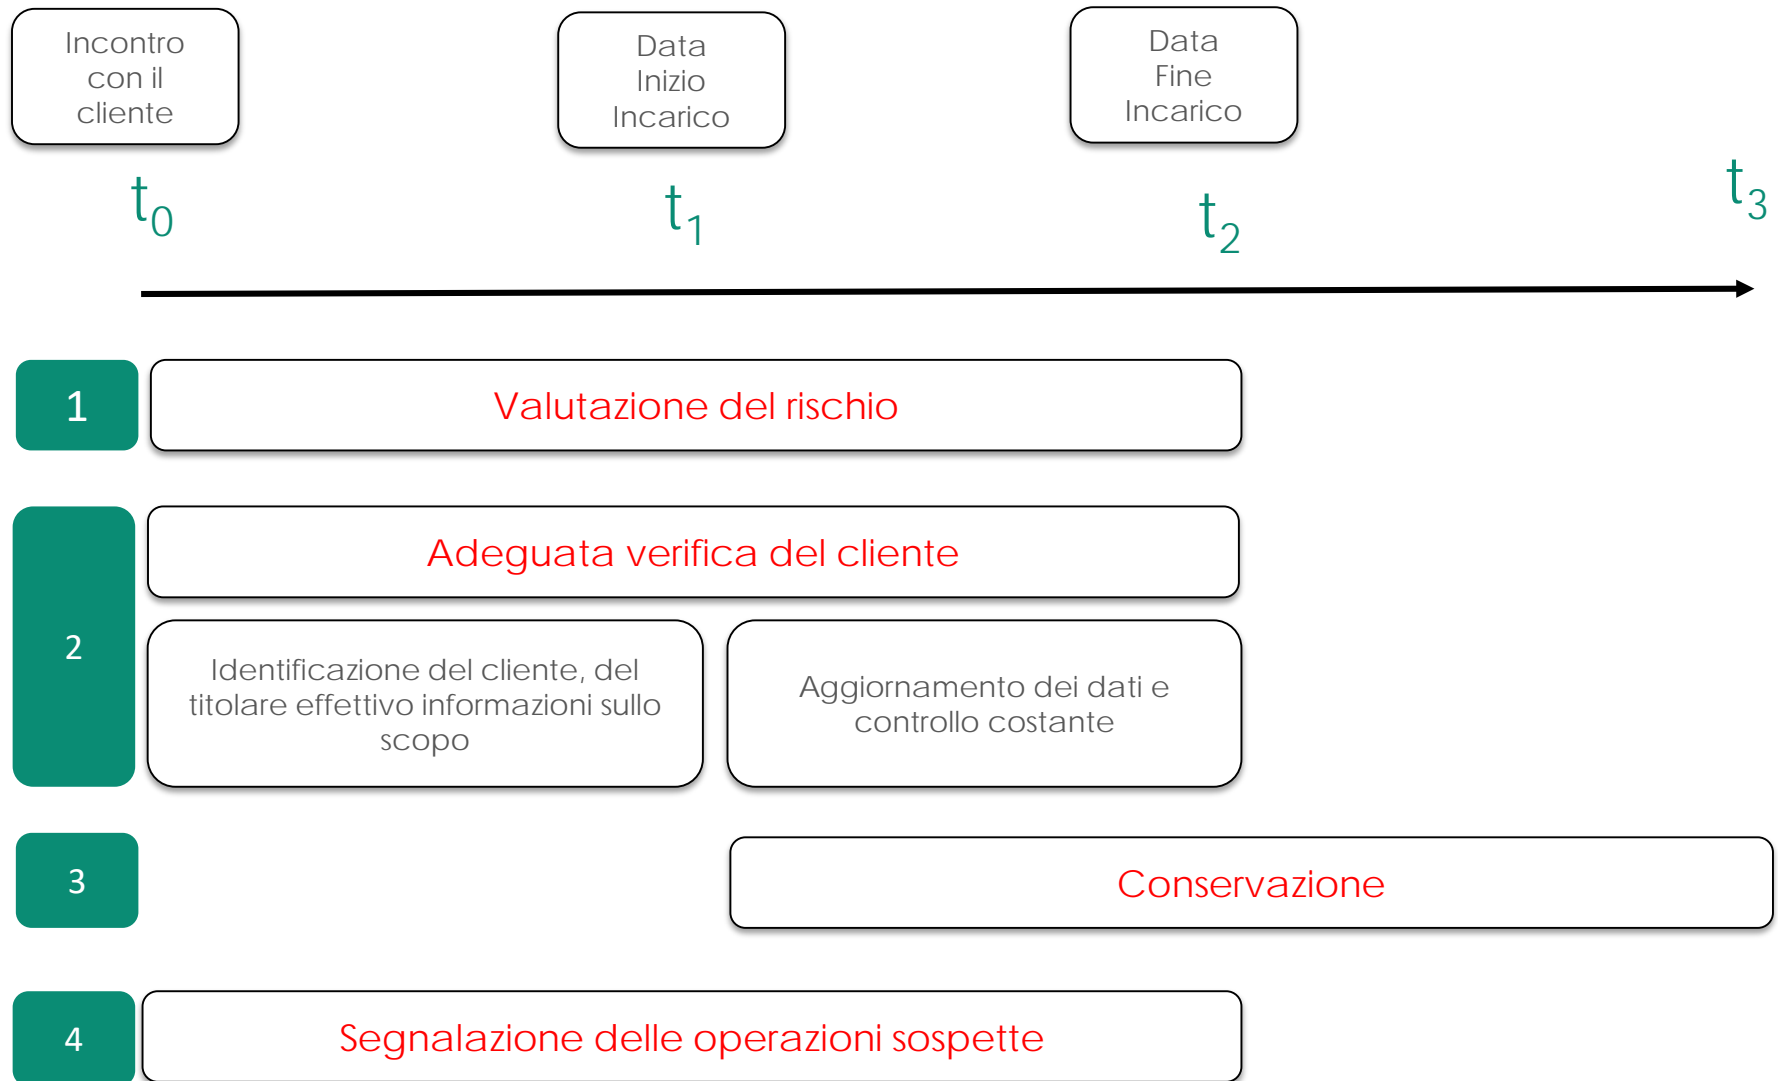 Incontro
con il
cliente
Data
Inizio
Incarico
Data
Fine
Incarico
t0
t1
t2
t3
1
Valutazione del rischio
2
Adeguata verifica del cliente
Identificazione del cliente, del
titolare effettivo informazioni sullo
scopo
Aggiornamento dei dati e
controllo costante
3
Conservazione
4
Segnalazione delle operazioni sospette